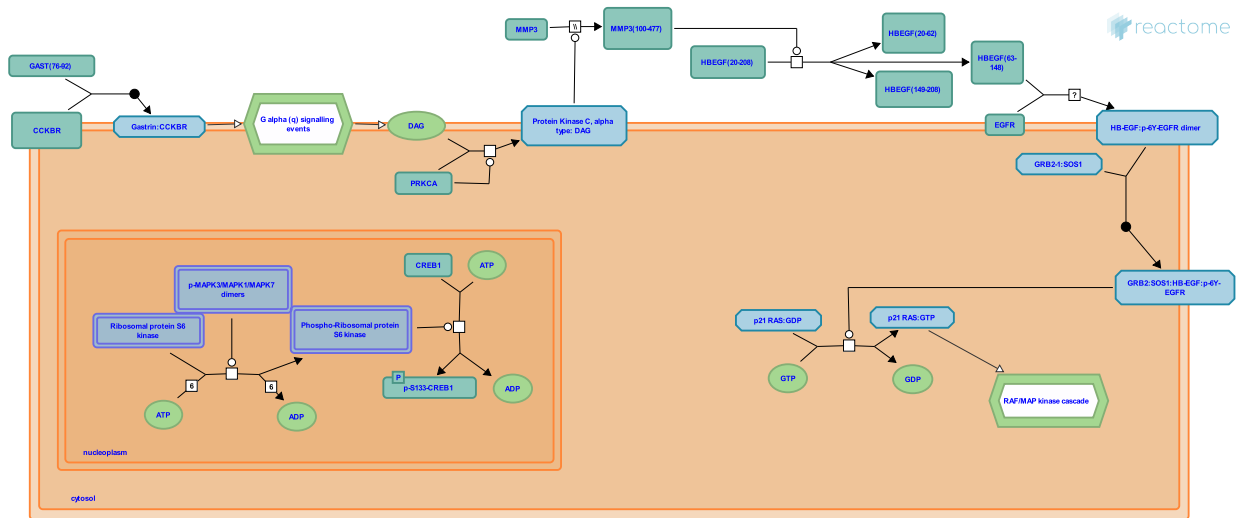 reactome
MMP3
\\
MMP3(100-477)
HBEGF(20-62)
GAST(76-92)
HBEGF(20-208)
HBEGF(63-
148)
HBEGF(149-208)
?
CCKBR
Gastrin:CCKBR
G alpha (q) signalling
events
DAG
Protein Kinase C, alpha
type: DAG
EGFR
HB-EGF:p-6Y-EGFR dimer
PRKCA
GRB2-1:SOS1
CREB1
ATP
p-MAPK3/MAPK1/MAPK7
dimers
GRB2:SOS1:HB-EGF:p-6Y-
EGFR
Ribosomal protein S6
kinase
Phospho-Ribosomal protein
S6 kinase
p21 RAS:GDP
p21 RAS:GTP
P
p-S133-CREB1
ADP
6
6
GTP
GDP
ATP
ADP
RAF/MAP kinase cascade
nucleoplasm
cytosol